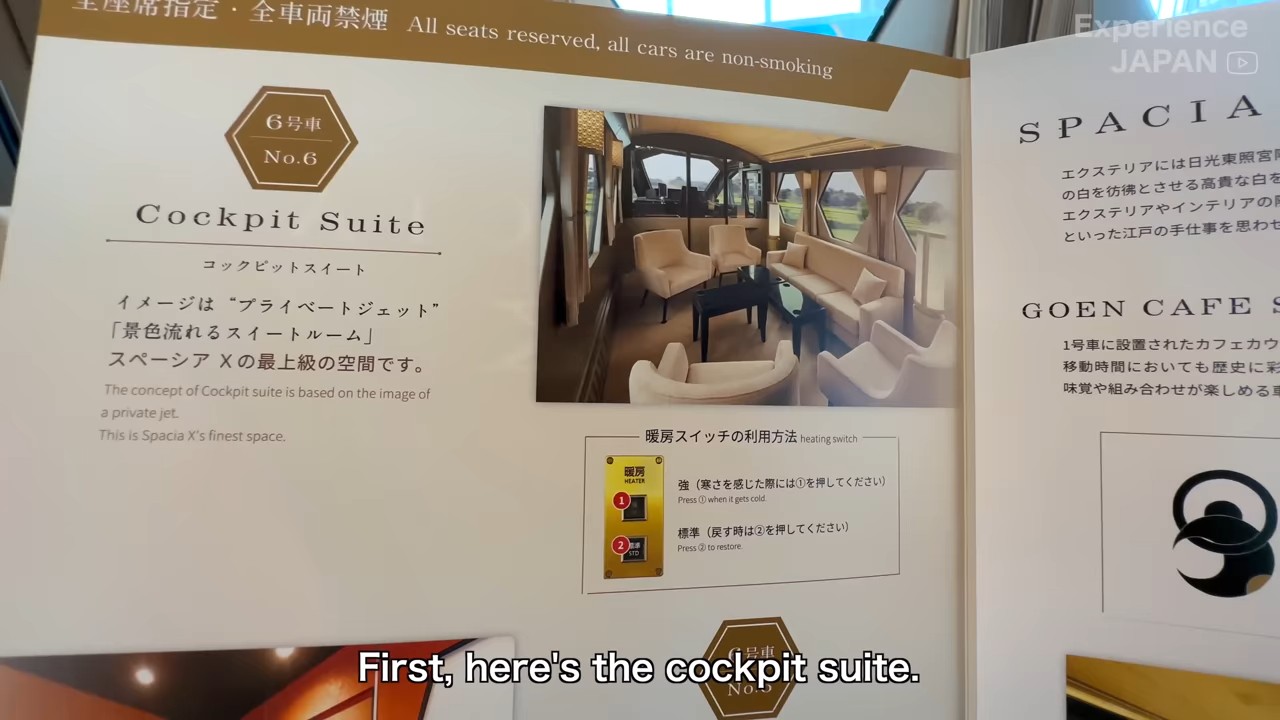 全座席指定・全車両禁煙 All seats reserved, all cars are non-smoking
Experience
JAPAN
6号車
No.6
Cockpit Suite
コックピットスイート
イメージは“プライベートジェット”
「景色流れるスイートルーム」
スペーシア Xの最上級の空間です。
The concept of Cockpit suite is based on the image of
a private jet.
This is Spacia X's finest space.
暖房スイッチの利用方法 heating switch
暖房
HEATER
1
強（寒さを感じた際には①を押してください）
Press ① when it gets cold.
2
標準
STD
標準（戻す時は②を押してください）
Press ② to restore.
6号車
No.6
SPACIA
エクステリアには日光東照宮
の白を彷彿とさせる高貴な白を
エクステリアやインテリアの
といった江戸の手仕事を思わせ
GOEN CAFE S
1号車に設置されたカフェカウ
移動時間においても歴史に彩
味覚や組み合わせが楽しめる
First, here's the cockpit suite.